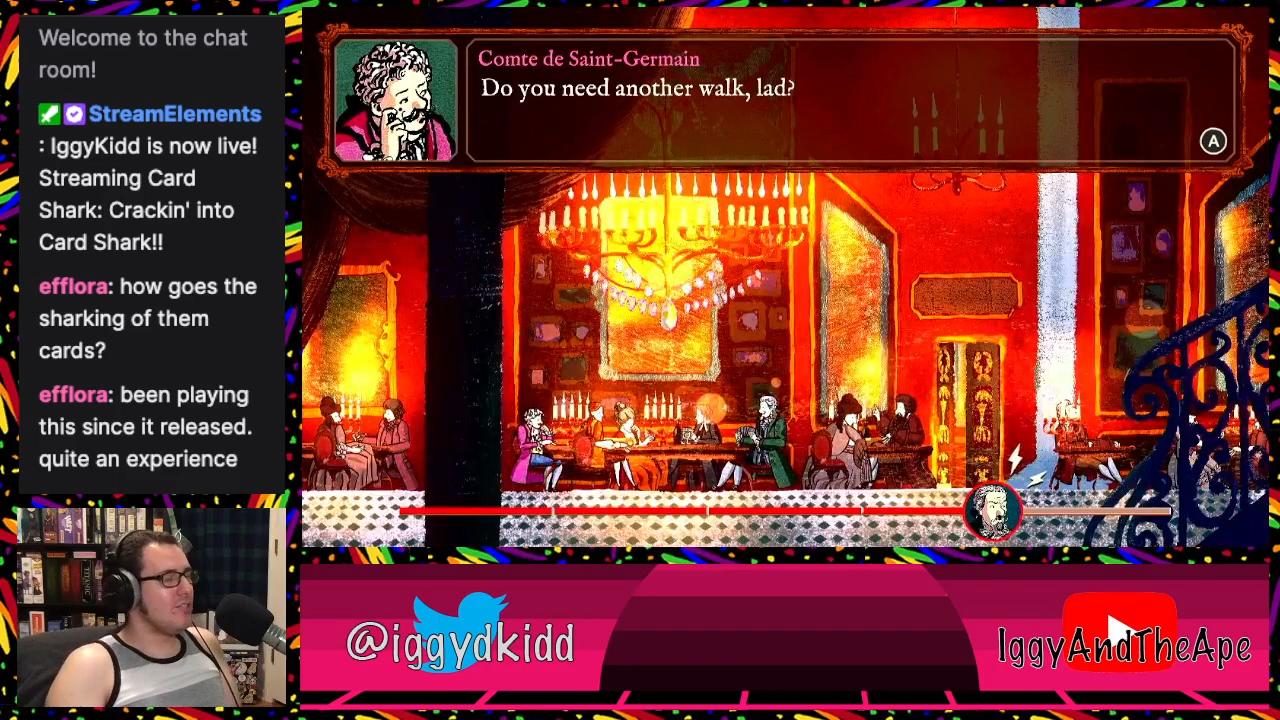 Welcome to the chat
room!
StreamElements
: IggyKidd is now live!
Streaming Card
Shark: Crackin' into
Card Shark!!
efflora: how goes the
sharking of them
cards?
efflora: been playing
this since it released.
quite an experience
Comte de Saint-Germain
Do you need another walk, lad?
A
TITANIC
@iggydkidd
IggyAndTheApe